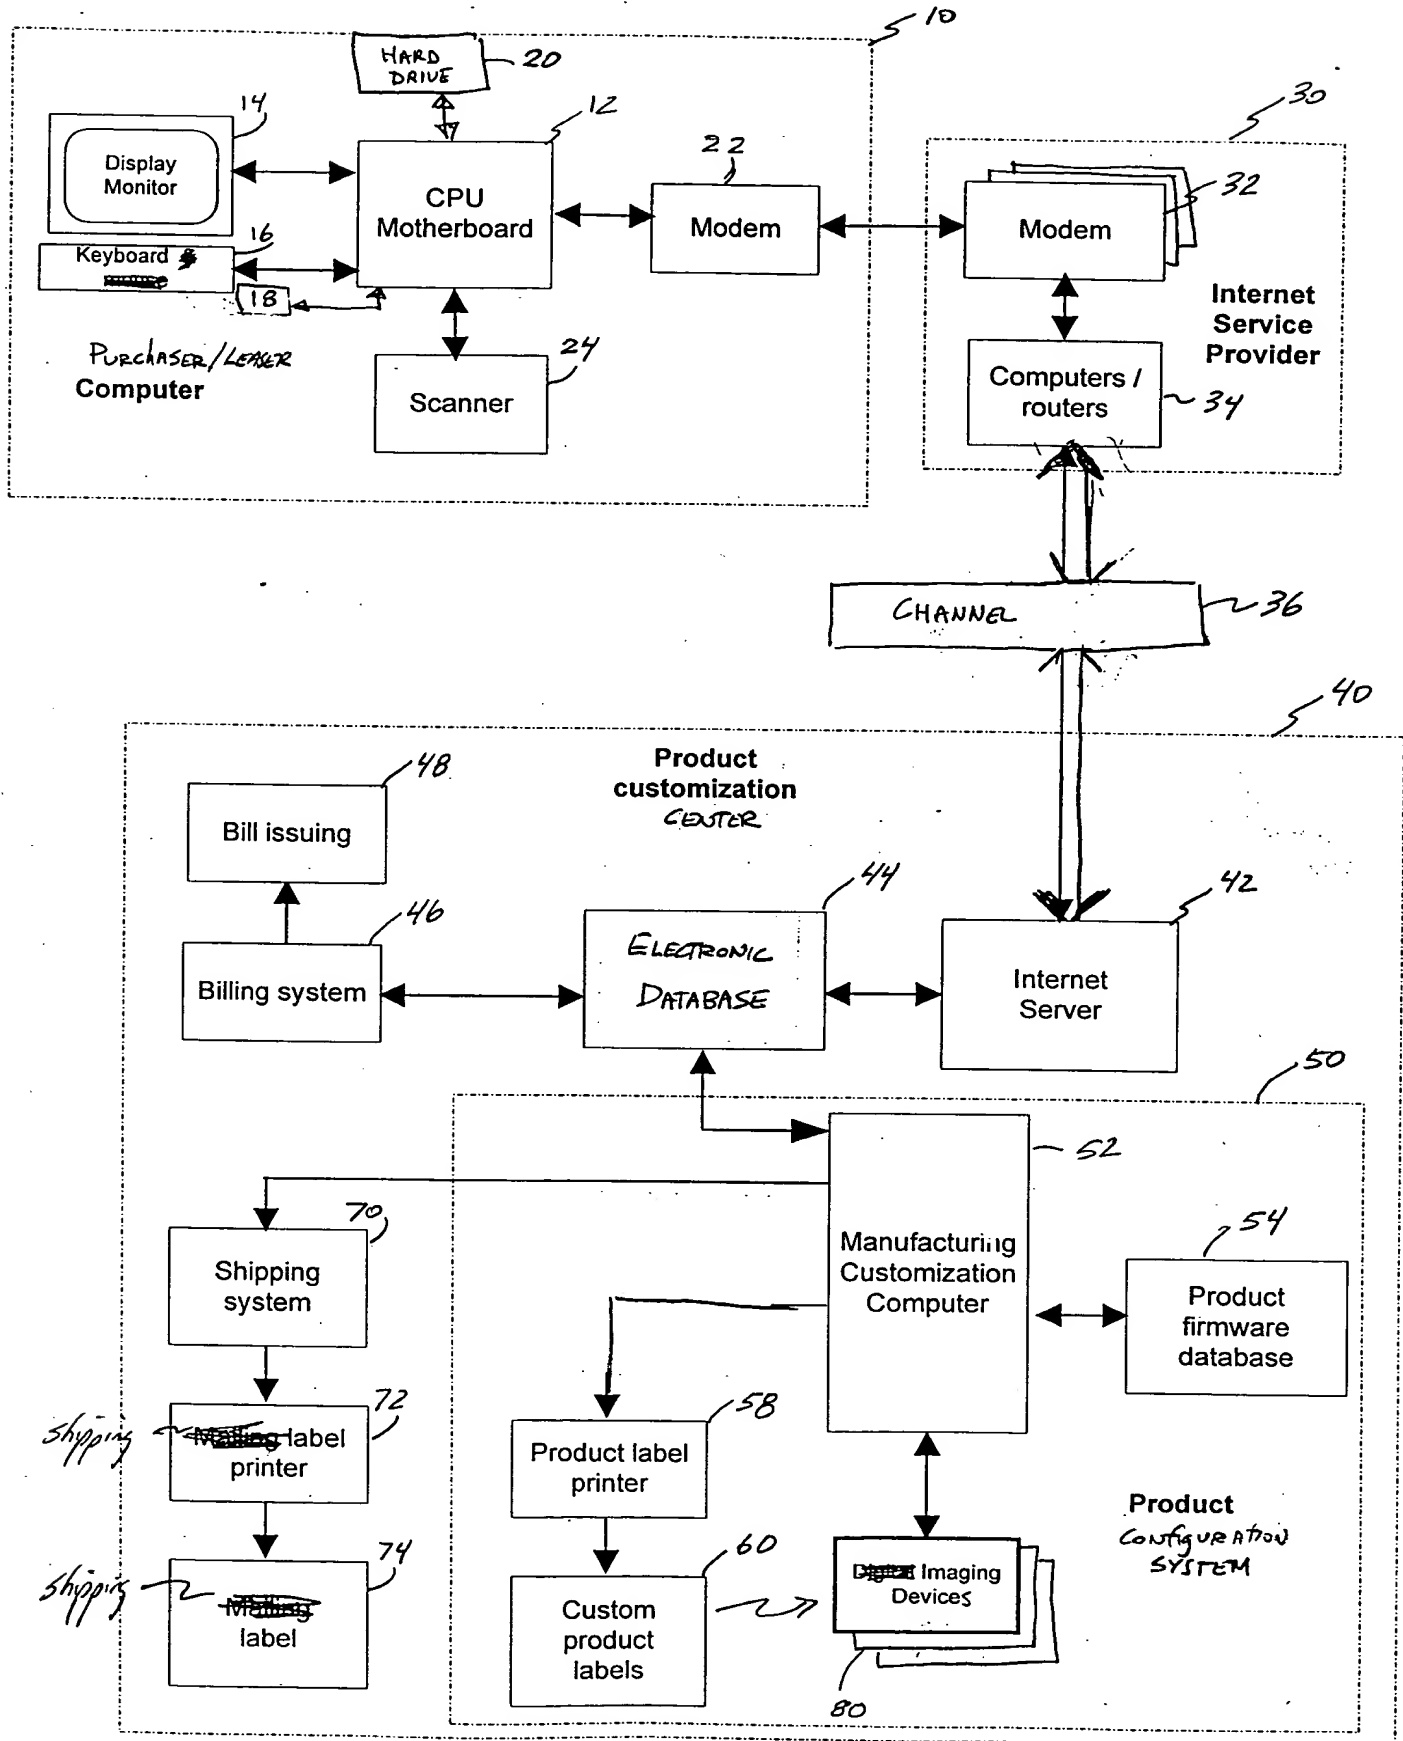 10
HARD
DRIVE
20
30
14
12
Display
Monitor
CPU
Motherboard
22
Modem
32
Modem
16
Keyboard
18
Internet
Service
Provider
PURCHASER/LEASER
Computer
24
Scanner
Computers /
routers
34
CHANNEL
36
40
Product
customization
CENTER
48
Bill issuing
44
42
46
ELECTRONIC
DATABASE
Billing system
Internet
Server
50
52
70
54
Shipping
system
Manufacturing
Customization
Computer
Product
firmware
database
72
58
Shipping
Mailing label
printer
Product label
printer
Product
CONFIGURATION
SYSTEM
74
60
Shipping
Mailing
label
Custom
product
labels
Digital Imaging
Devices
80